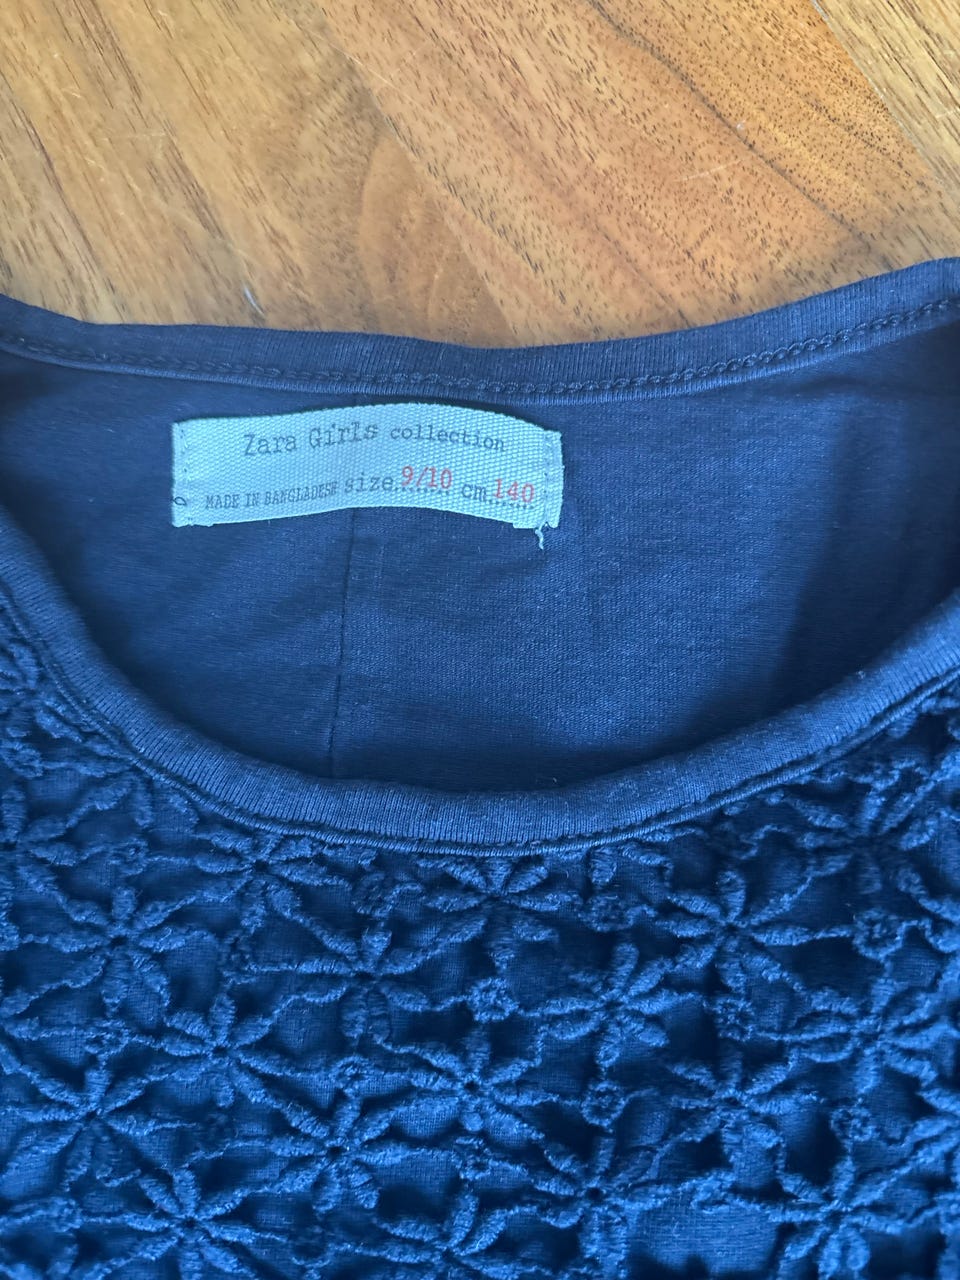 Zara Girls collection
MADE IN BANGLADESH size 9/10 cm 140